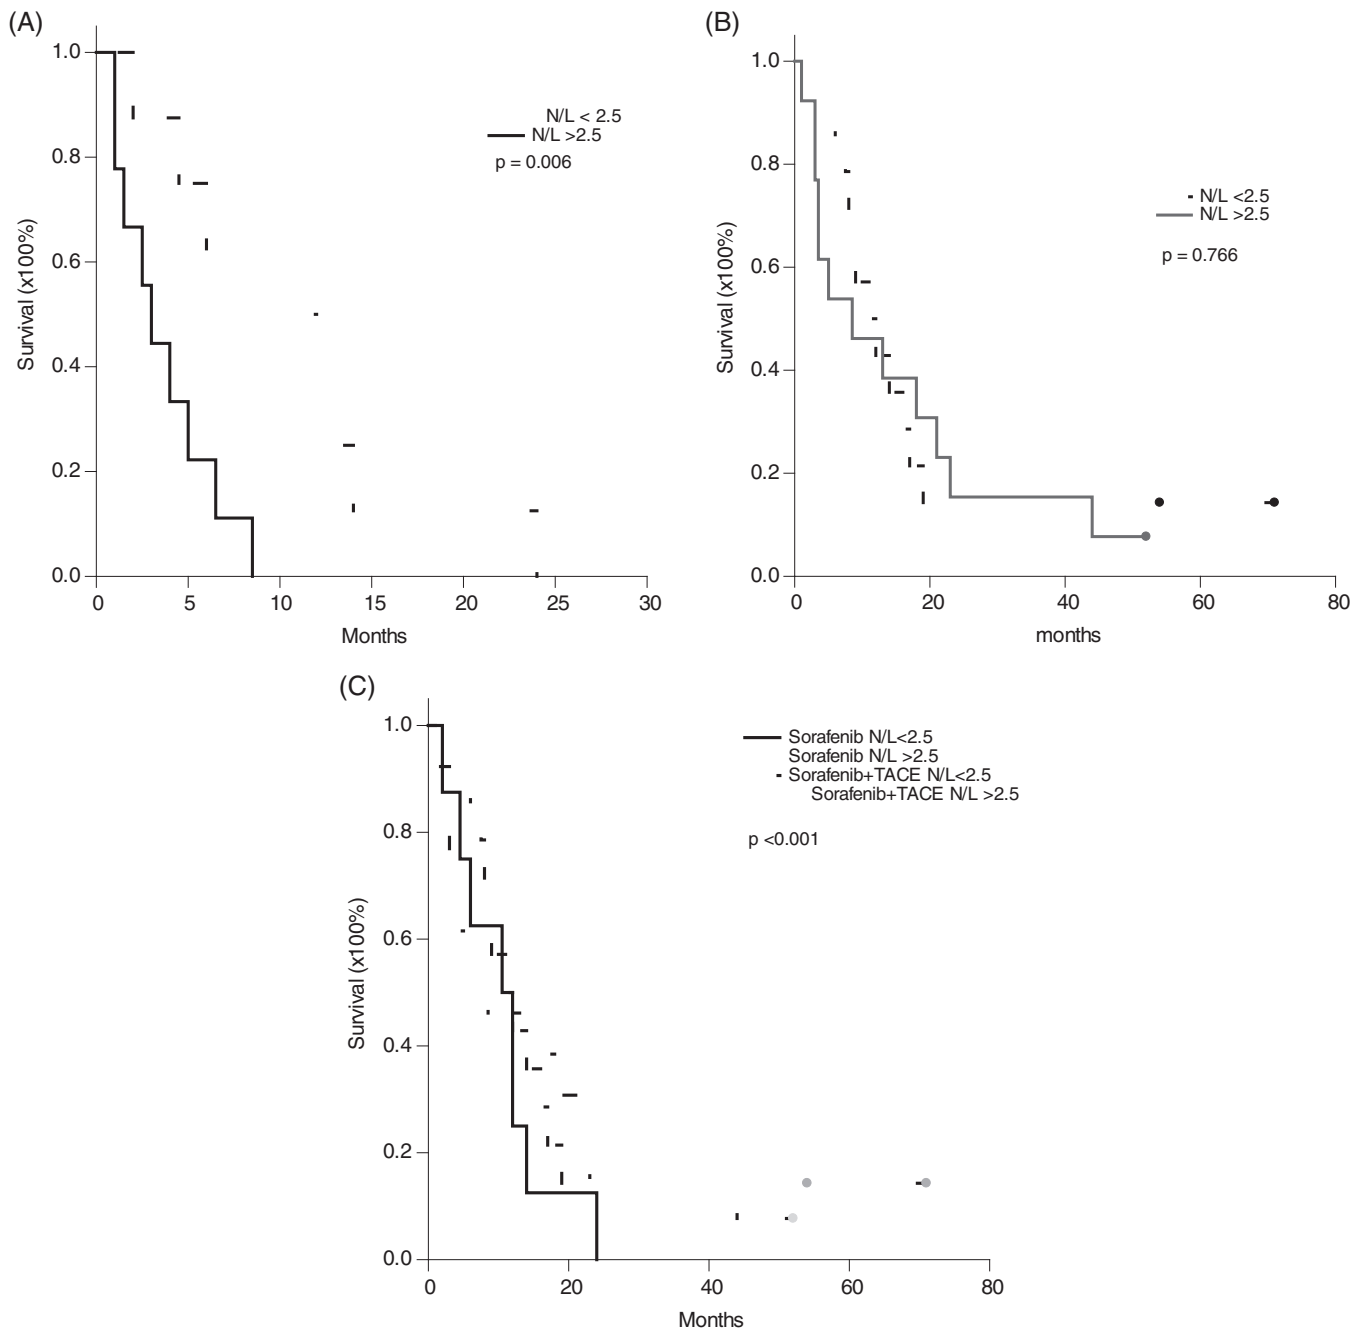 (A)
1.0
0.8
0.6
0.4
0.2
0.0
Survival (x100%)
N/L < 2.5
N/L >2.5
p = 0.006
0 5 10 15 20 25 30
Months
(B)
1.0
0.8
0.6
0.4
0.2
0.0
Survival (x100%)
N/L <2.5
N/L >2.5
p = 0.766
0 20 40 60 80
months
(C)
1.0
0.8
0.6
0.4
0.2
0.0
Survival (x100%)
Sorafenib N/L<2.5
Sorafenib N/L >2.5
Sorafenib+TACE N/L<2.5
Sorafenib+TACE N/L >2.5
p <0.001
0 20 40 60 80
Months